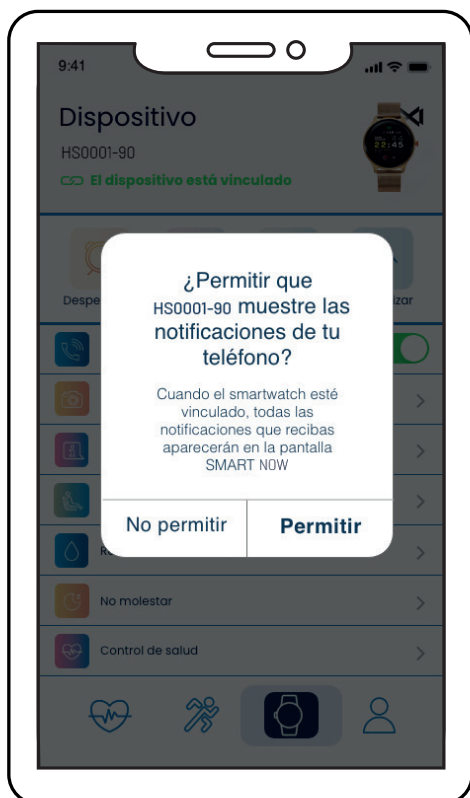 9:41
Dispositivo
HS0001-90
El dispositivo está vinculado
22:45
¿Permitir que
HS0001-90 muestre las
notificaciones de tu
teléfono?
Cuando el smartwatch esté
vinculado, todas las
notificaciones que recibas
aparecerán en la pantalla
SMART NOW
No permitir
Permitir
No molestar
Control de salud